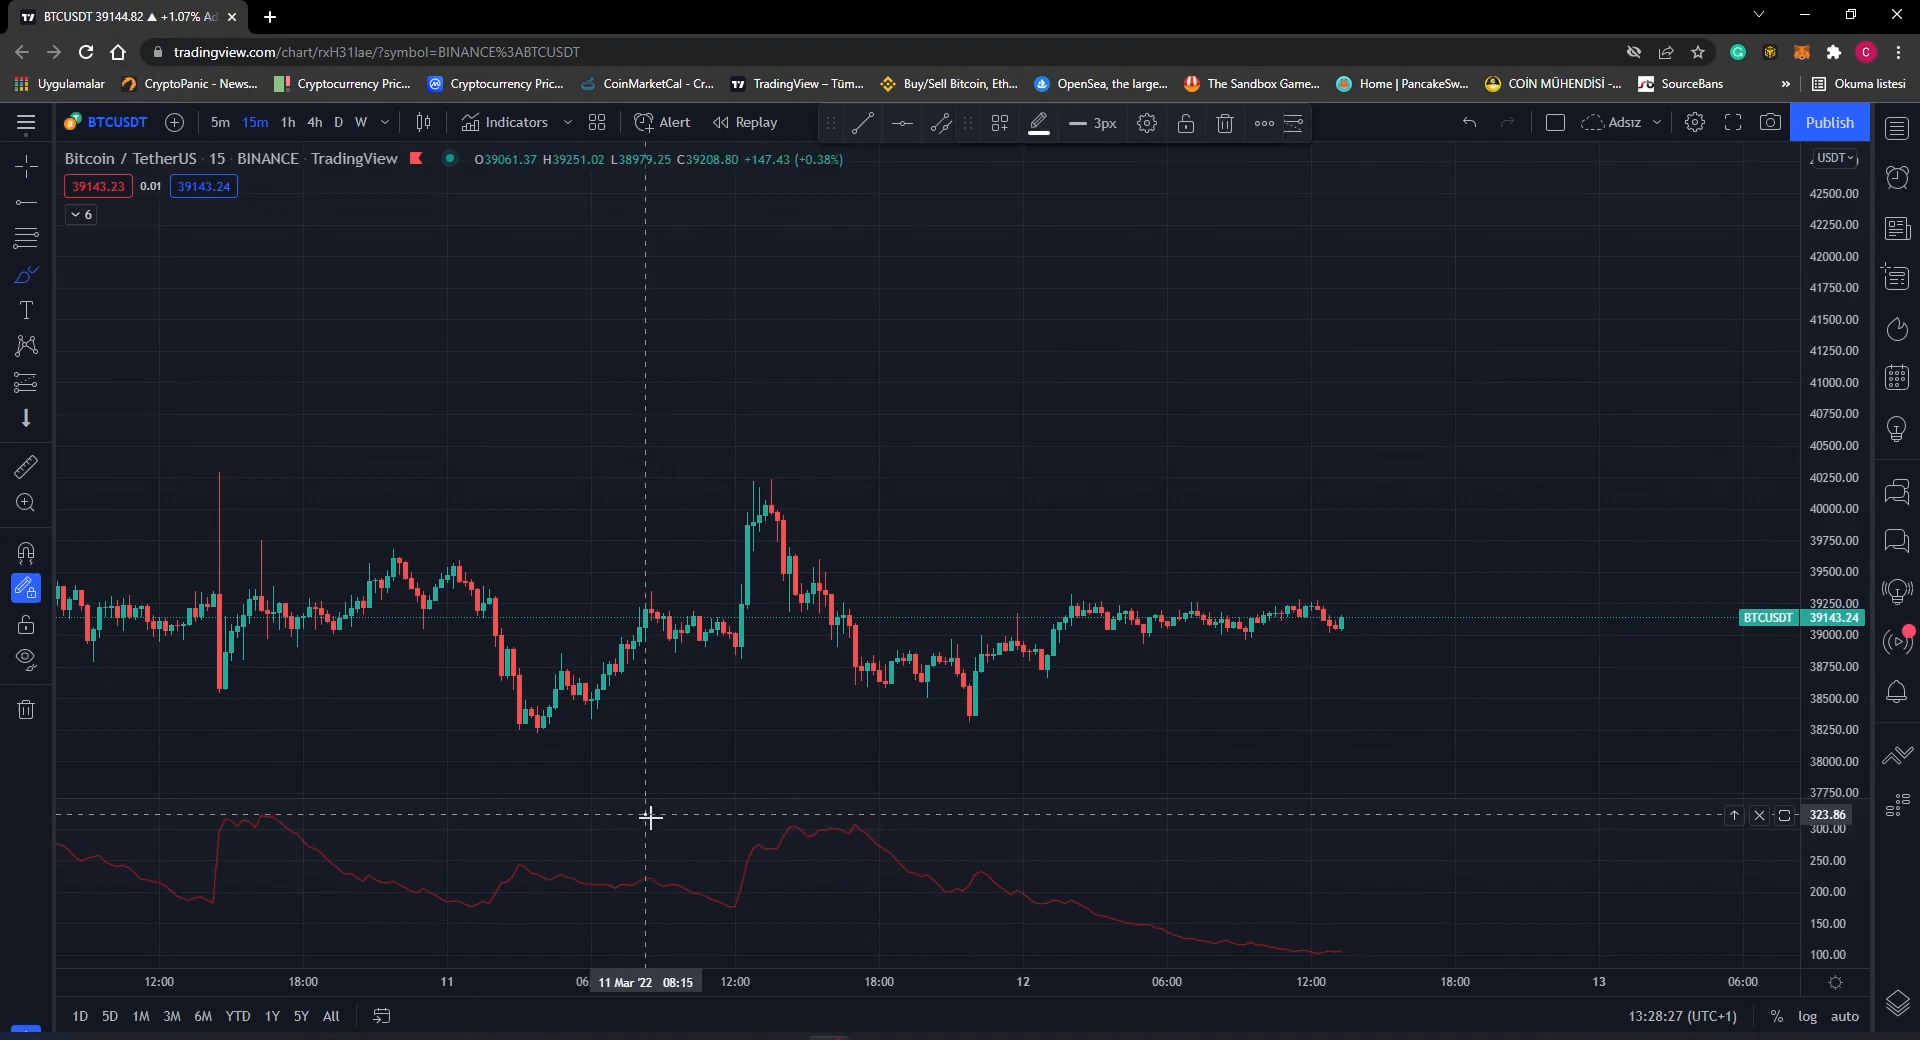 BTCUSDT 39144.82 ▲ +1.07% Ad
tradingview.com/chart/rxH31lae/?symbol=BINANCE%3ABTCUSDT
C
Uygulamalar CryptoPanic - News... Cryptocurrency Pric... Cryptocurrency Pric... CoinMarketCal - Cr... TradingView – Tüm... Buy/Sell Bitcoin, Eth... OpenSea, the large... The Sandbox Game... Home | PancakeSw... COİN MÜHENDİSİ -... SourceBans » Okuma listesi
BTCUSDT 5m 15m 1h 4h D W Indicators Alert Replay 3px Adsız Publish
Bitcoin / TetherUS · 15 · BINANCE · TradingView O39061.37 H39251.02 L38979.25 C39208.80 +147.43 (+0.38%)
USDT
39143.23 0.01 39143.24
6
42500.00
42250.00
42000.00
41750.00
41500.00
41250.00
41000.00
40750.00
40500.00
40250.00
40000.00
39750.00
39500.00
39250.00
BTCUSDT 39143.24
39000.00
38750.00
38500.00
38250.00
38000.00
37750.00
323.86
300.00
250.00
200.00
150.00
100.00
12:00 18:00 11 06: 11 Mar '22 08:15 12:00 18:00 12 06:00 12:00 18:00 13 06:00
1D 5D 1M 3M 6M YTD 1Y 5Y All 13:28:27 (UTC+1) % log auto